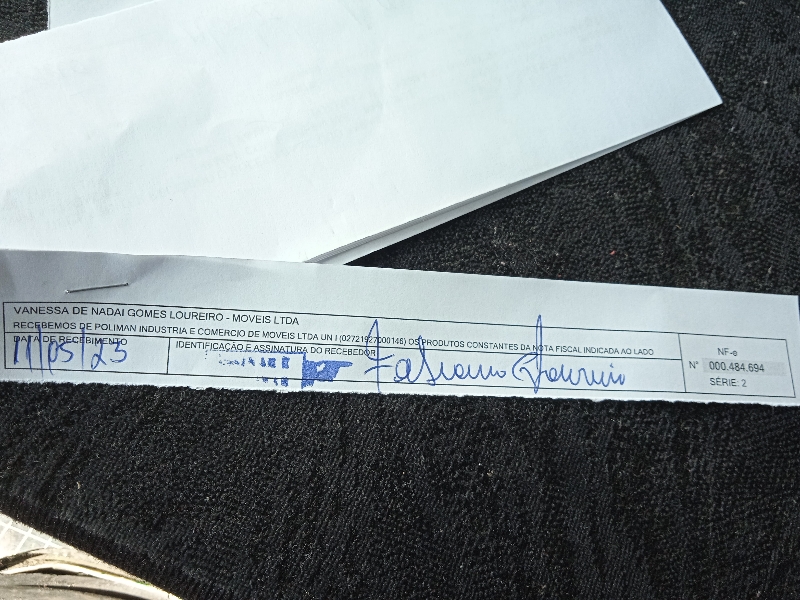 VANESSA DE NADAI GOMES LOUREIRO - MOVEIS LTDA
RECEBEMOS DE POLIMAN INDUSTRIA E COMERCIO DE MOVEIS LTDA UN I (02721927000146) OS PRODUTOS CONSTANTES DA NOTA FISCAL INDICADA AO LADO
DATA DE RECEBIMENTO
11/05/23
IDENTIFICAÇÃO E ASSINATURA DO RECEBEDOR
Fabiano Loureiro
NF-e
N° 000.484.694
SÉRIE: 2